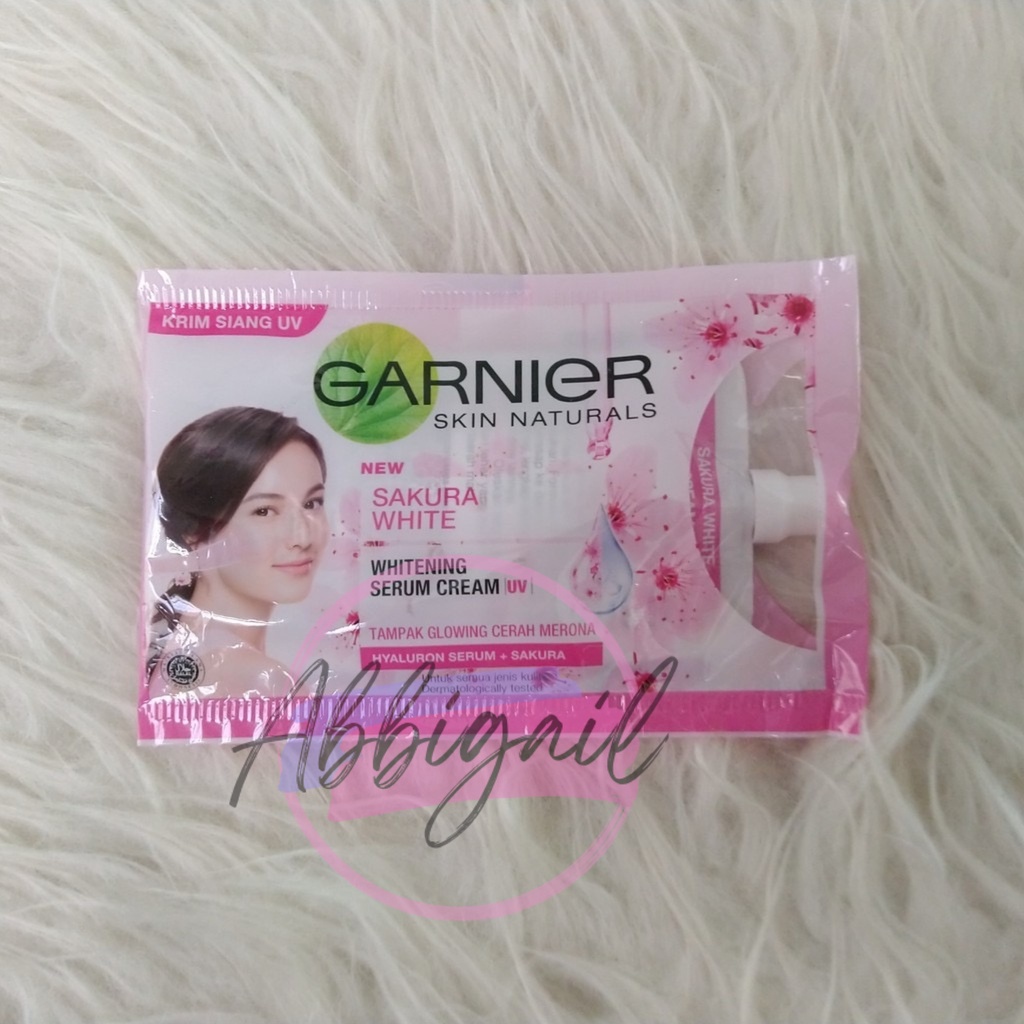 KRIM SIANG UV
GARNIER
SKIN NATURALS
NEW
SAKURA
WHITE
WHITENING
SERUM CREAM UV
TAMPAK GLOWING CERAH MERONA
HYALURON SERUM + SAKURA
Untuk semua jenis kulit
Dermatologically tested
SAKURA WHITE
Abbigail